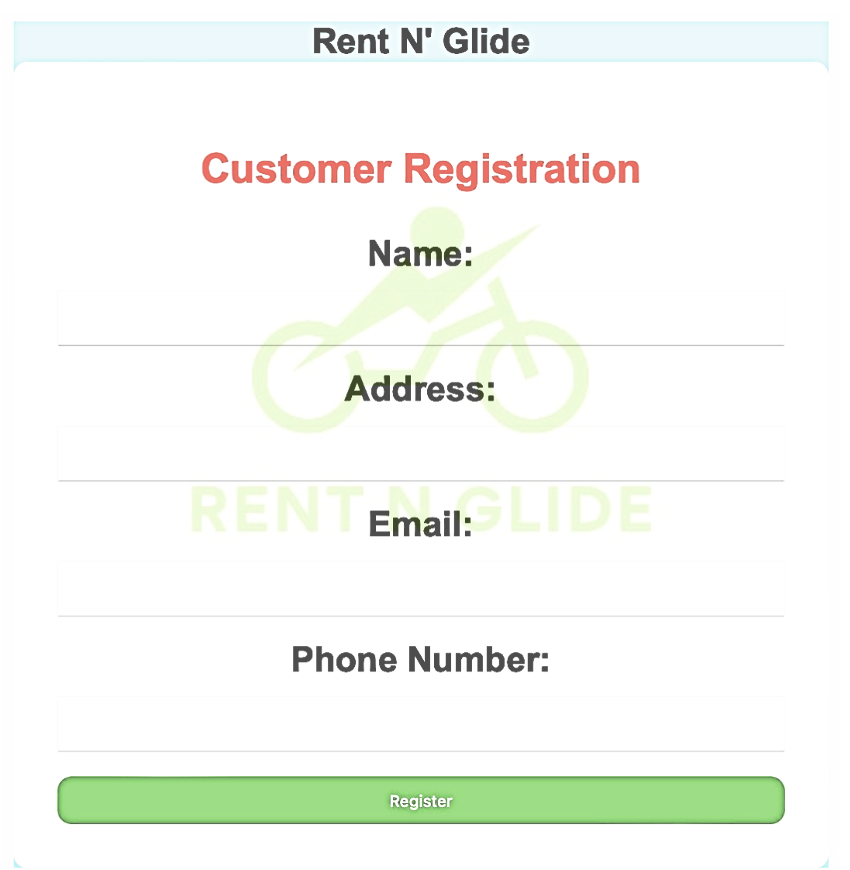 Rent N' Glide
Customer Registration
Name:
Address:
RENT N GLIDE
Email:
Phone Number:
Register